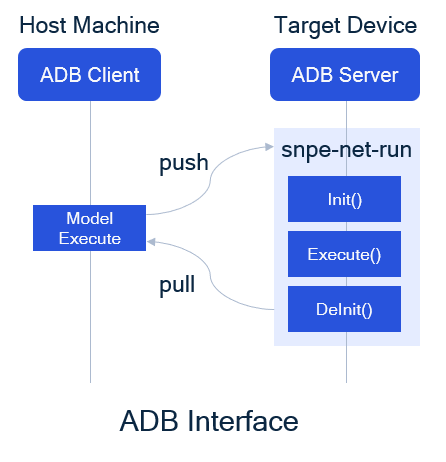 Host Machine
Target Device
ADB Client
ADB Server
push
snpe-net-run
Init()
Model
Execute
Execute()
pull
DeInit()
ADB Interface